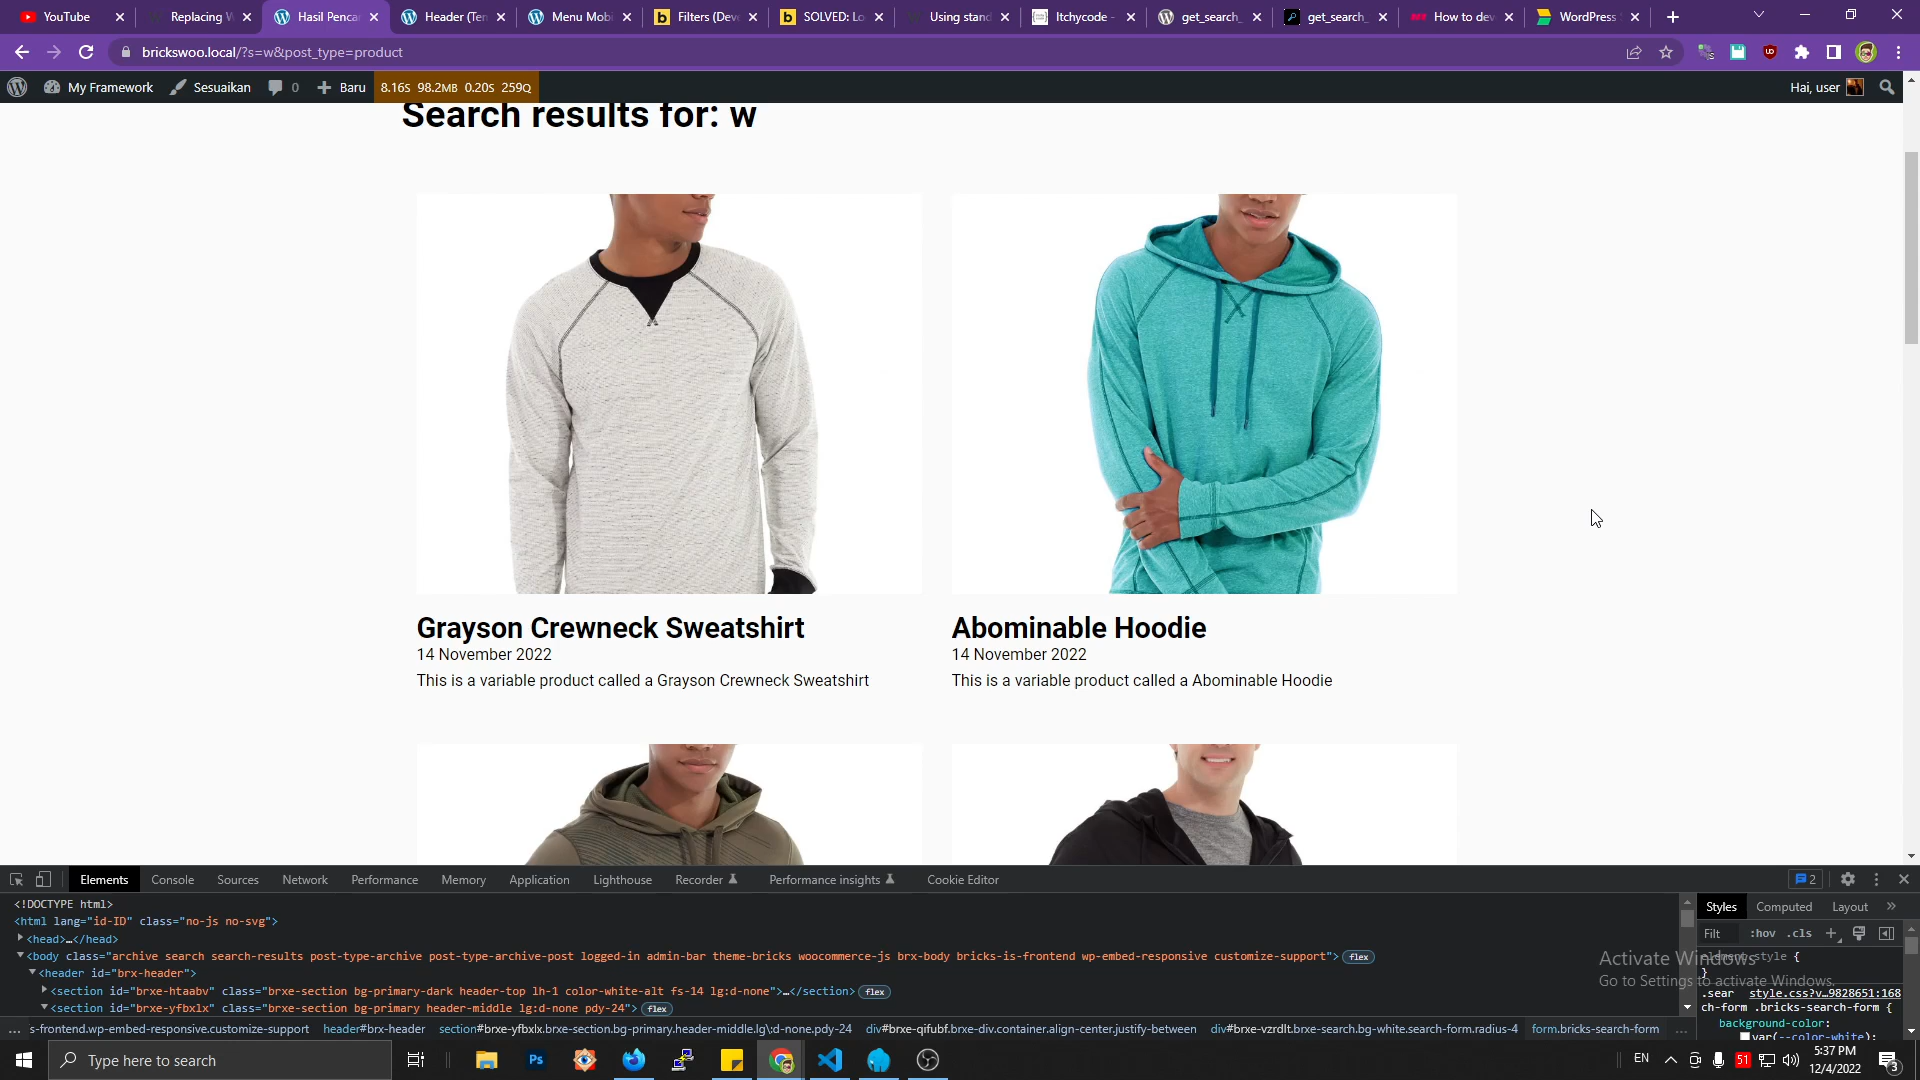 YouTube
Replacing W
Hasil Penca
Header (Ten
Menu Mobi
Filters (Dev
SOLVED: Lo
Using stand
Itchycode -
get_search_
get_search_
How to dev
WordPress
brickswoo.local/?s=w&post_type=product
My Framework
Sesuaikan
0
Baru
8.16S 98.2MB 0.20S 259Q
Hai, user
Search results for: w
Grayson Crewneck Sweatshirt
14 November 2022
This is a variable product called a Grayson Crewneck Sweatshirt
Abominable Hoodie
14 November 2022
This is a variable product called a Abominable Hoodie
Elements
Console
Sources
Network
Performance
Memory
Application
Lighthouse
Recorder
Performance insights
Cookie Editor
2
<!DOCTYPE html>
<html lang="id-ID" class="no-js no-svg">
<head>…</head>
<body class="archive search search-results post-type-archive post-type-archive-post logged-in admin-bar theme-bricks woocommerce-js brx-body bricks-is-frontend wp-embed-responsive customize-support"> flex
<header id="brx-header">
<section id="brxe-htaabv" class="brxe-section bg-primary-dark header-top lh-1 color-white-alt fs-14 lg:d-none">…</section> flex
<section id="brxe-yfbxlx" class="brxe-section bg-primary header-middle lg:d-none pdy-24"> flex
... s-frontend.wp-embed-responsive.customize-support header#brx-header section#brxe-yfbxlx.brxe-section.bg-primary.header-middle.lg\:d-none.pdy-24 div#brxe-qifubf.brxe-div.container.align-center.justify-between div#brxe-vzrdlt.brxe-search.bg-white.search-form.radius-4 form.bricks-search-form ...
Styles
Computed
Layout
»
Filt
:hov .cls
element.style {
}
.sear style.css?v…9828651:168
ch-form .bricks-search-form {
background-color:
var(--color-white);
Activate Windows
Go to Settings to activate Windows.
Type here to search
Ps
EN
51
5:37 PM
12/4/2022
3